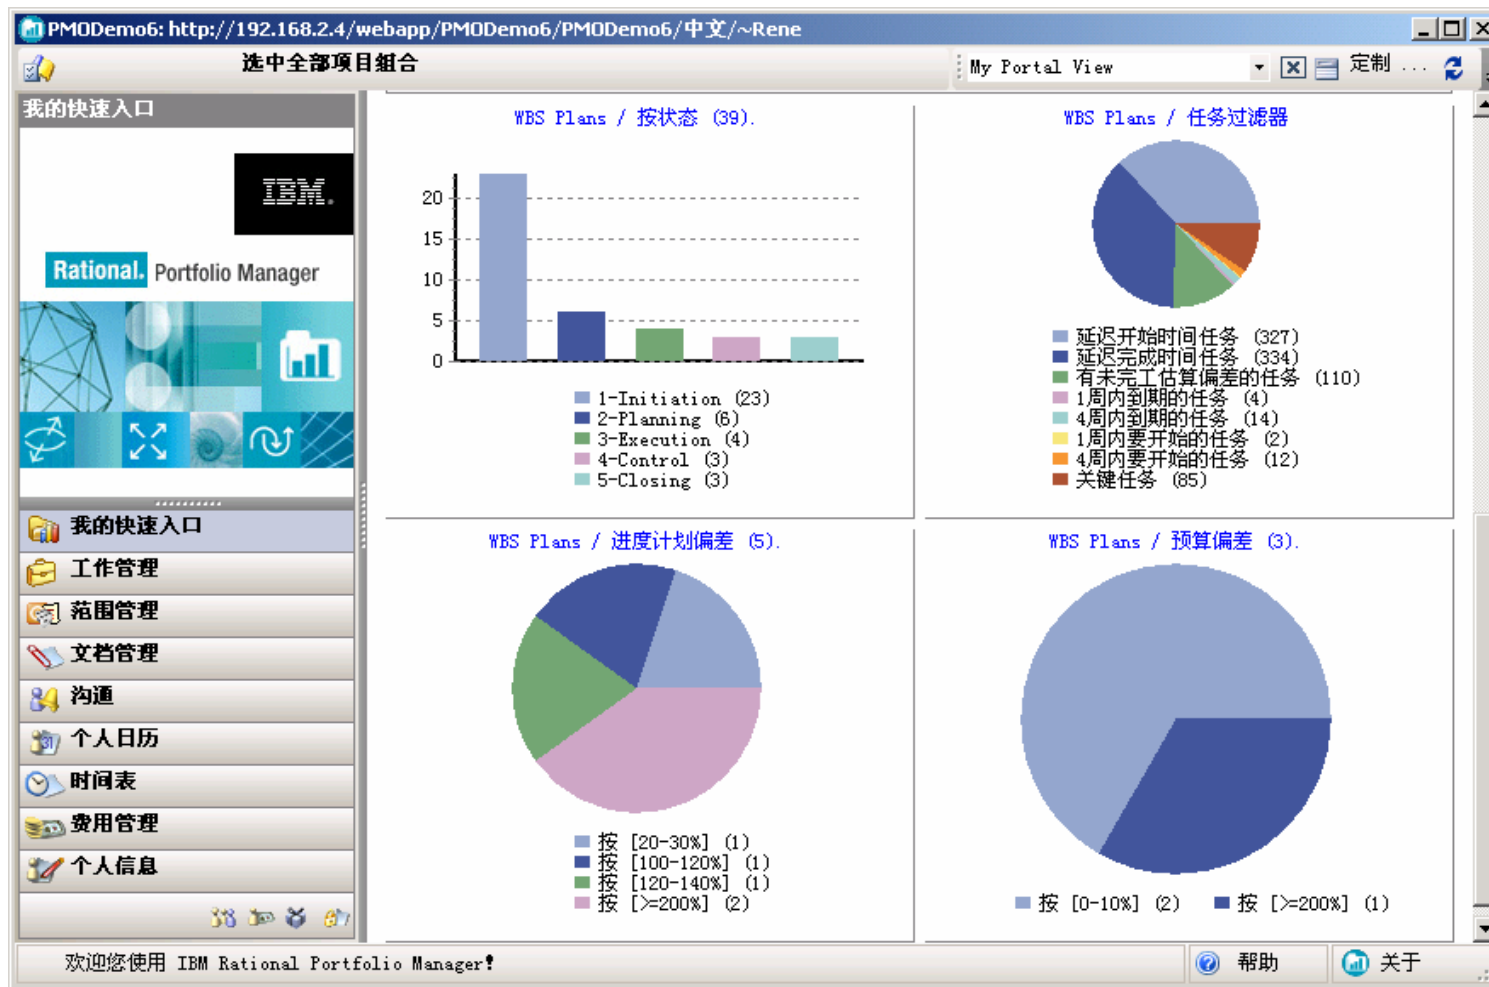 PMODemo6: http://192.168.2.4/webapp/PMODemo6/PMODemo6/中文/~Rene
选中全部项目组合
My Portal View
定制 ...
我的快速入口
IBM.
Rational. Portfolio Manager
我的快速入口
工作管理
范围管理
文档管理
沟通
个人日历
时间表
费用管理
个人信息
WBS Plans / 按状态 (39).
20
15
10
5
0
1-Initiation (23)
2-Planning (6)
3-Execution (4)
4-Control (3)
5-Closing (3)
WBS Plans / 任务过滤器
延迟开始时间任务 (327)
延迟完成时间任务 (334)
有未完工估算偏差的任务 (110)
1周内到期的任务 (4)
4周内到期的任务 (14)
1周内要开始的任务 (2)
4周内要开始的任务 (12)
关键任务 (85)
WBS Plans / 进度计划偏差 (5).
按 [20-30%] (1)
按 [100-120%] (1)
按 [120-140%] (1)
按 [>=200%] (2)
WBS Plans / 预算偏差 (3).
按 [0-10%] (2) 按 [>=200%] (1)
欢迎您使用 IBM Rational Portfolio Manager!
帮助
关于